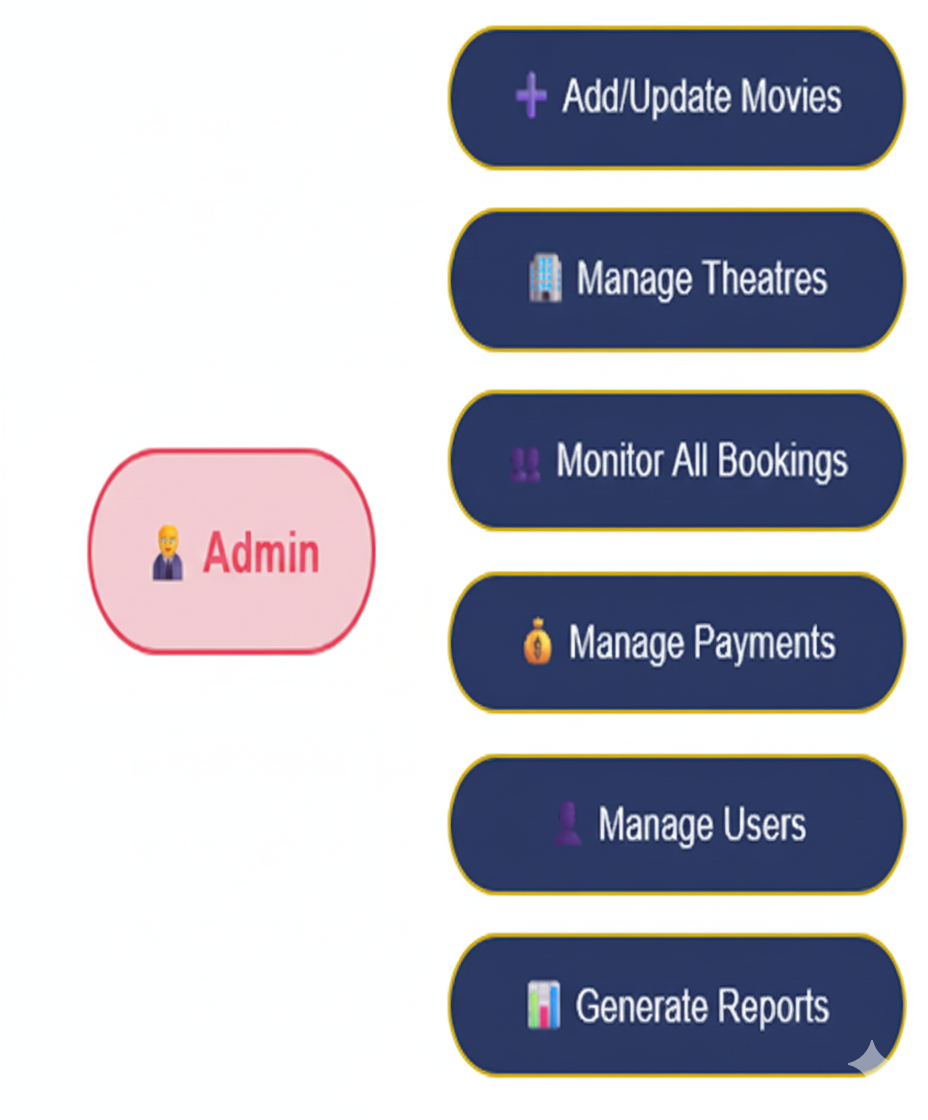 Add/Update Movies
Manage Theatres
Monitor All Bookings
Admin
Manage Payments
Manage Users
Generate Reports